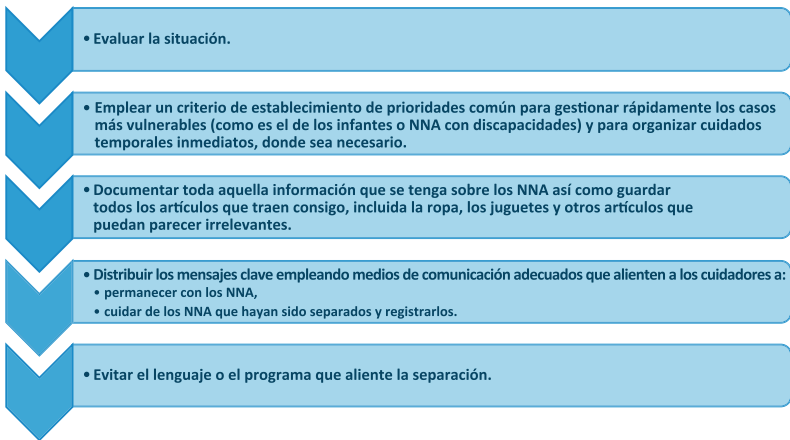 • Evaluar la situación.
• Emplear un criterio de establecimiento de prioridades común para gestionar rápidamente los casos
más vulnerables (como es el de los infantes o NNA con discapacidades) y para organizar cuidados
temporales inmediatos, donde sea necesario.
• Documentar toda aquella información que se tenga sobre los NNA así como guardar
todos los artículos que traen consigo, incluida la ropa, los juguetes y otros artículos que
puedan parecer irrelevantes.
• Distribuir los mensajes clave empleando medios de comunicación adecuados que alienten a los cuidadores a:
• permanecer con los NNA,
• cuidar de los NNA que hayan sido separados y registrarlos.
• Evitar el lenguaje o el programa que aliente la separación.